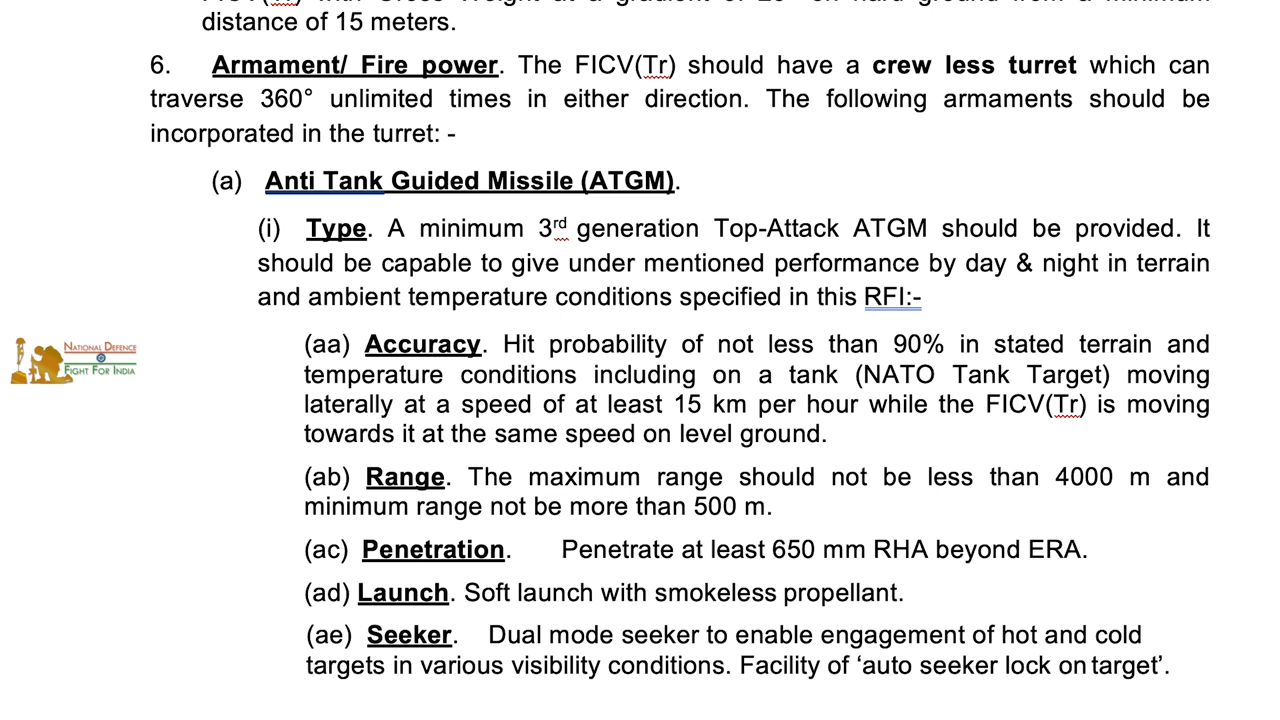 distance of 15 meters.
6. Armament/ Fire power. The FICV(Tr) should have a crew less turret which can
traverse 360° unlimited times in either direction. The following armaments should be
incorporated in the turret: -
(a) Anti Tank Guided Missile (ATGM).
(i) Type. A minimum 3rd generation Top-Attack ATGM should be provided. It
should be capable to give under mentioned performance by day & night in terrain
and ambient temperature conditions specified in this RFI:-
(aa) Accuracy. Hit probability of not less than 90% in stated terrain and
temperature conditions including on a tank (NATO Tank Target) moving
laterally at a speed of at least 15 km per hour while the FICV(Tr) is moving
towards it at the same speed on level ground.
(ab) Range. The maximum range should not be less than 4000 m and
minimum range not be more than 500 m.
(ac) Penetration. Penetrate at least 650 mm RHA beyond ERA.
(ad) Launch. Soft launch with smokeless propellant.
(ae) Seeker. Dual mode seeker to enable engagement of hot and cold
targets in various visibility conditions. Facility of ‘auto seeker lock on target’.
NATIONAL DEFENCE
FIGHT FOR INDIA